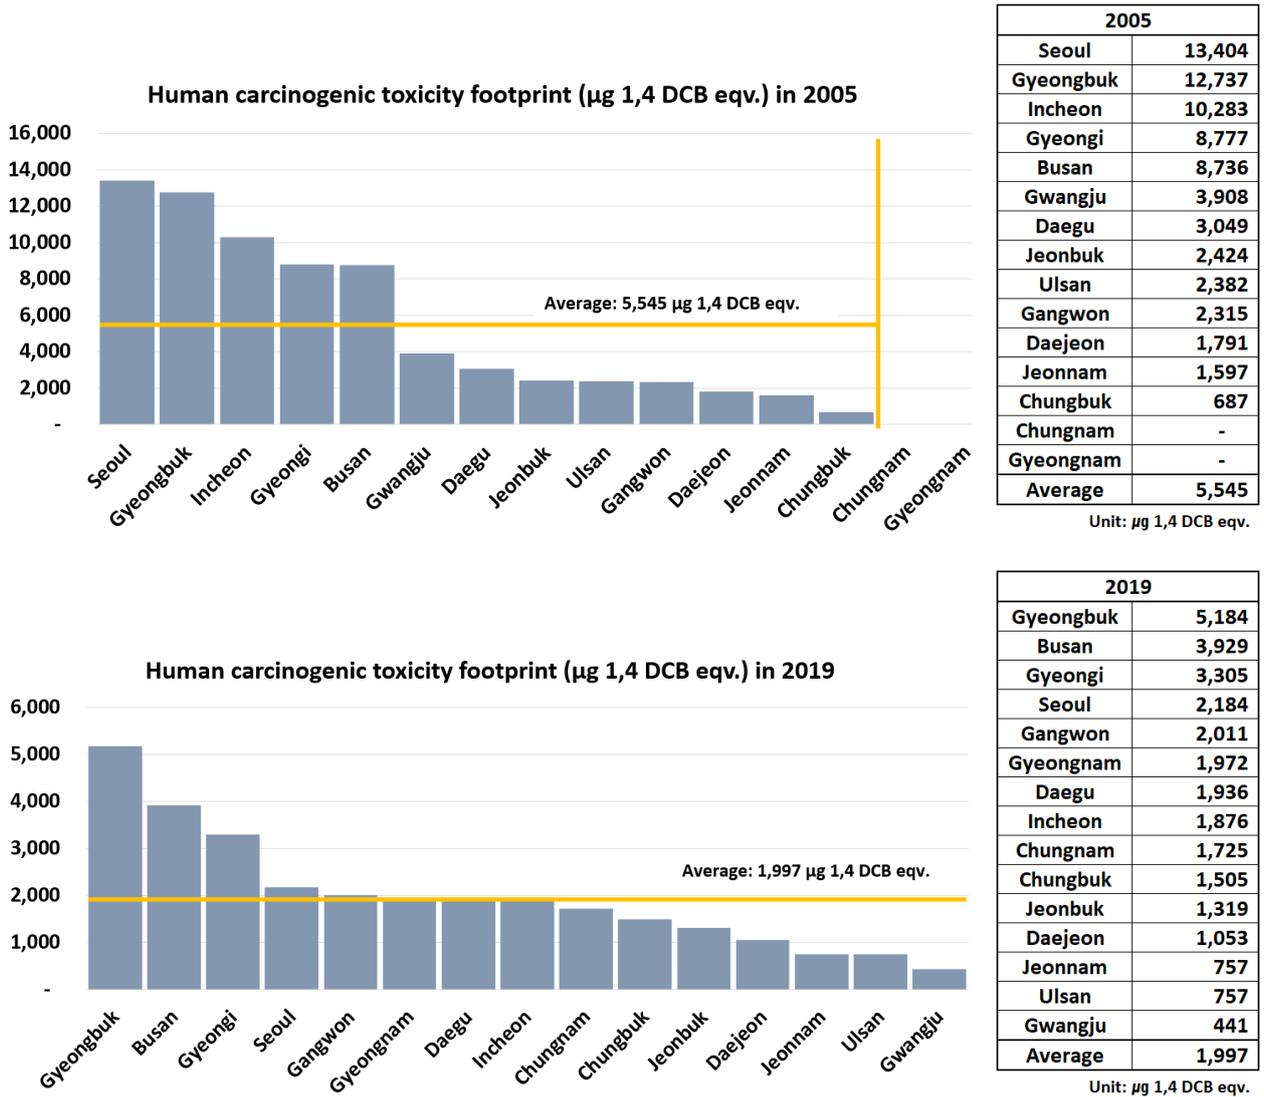 Human carcinogenic toxicity footprint (µg 1,4 DCB eqv.) in 2005
16,000
14,000
12,000
10,000
8,000
6,000
4,000
2,000
-
Average: 5,545 µg 1,4 DCB eqv.
Seoul
Gyeongbuk
Incheon
Gyeongi
Busan
Gwangju
Daegu
Jeonbuk
Ulsan
Gangwon
Daejeon
Jeonnam
Chungbuk
Chungnam
Gyeongnam
2005
Seoul 13,404
Gyeongbuk 12,737
Incheon 10,283
Gyeongi 8,777
Busan 8,736
Gwangju 3,908
Daegu 3,049
Jeonbuk 2,424
Ulsan 2,382
Gangwon 2,315
Daejeon 1,791
Jeonnam 1,597
Chungbuk 687
Chungnam -
Gyeongnam -
Average 5,545
Unit: µg 1,4 DCB eqv.
Human carcinogenic toxicity footprint (µg 1,4 DCB eqv.) in 2019
6,000
5,000
4,000
3,000
2,000
1,000
-
Average: 1,997 µg 1,4 DCB eqv.
Gyeongbuk
Busan
Gyeongi
Seoul
Gangwon
Gyeongnam
Daegu
Incheon
Chungnam
Chungbuk
Jeonbuk
Daejeon
Jeonnam
Ulsan
Gwangju
2019
Gyeongbuk 5,184
Busan 3,929
Gyeongi 3,305
Seoul 2,184
Gangwon 2,011
Gyeongnam 1,972
Daegu 1,936
Incheon 1,876
Chungnam 1,725
Chungbuk 1,505
Jeonbuk 1,319
Daejeon 1,053
Jeonnam 757
Ulsan 757
Gwangju 441
Average 1,997
Unit: µg 1,4 DCB eqv.